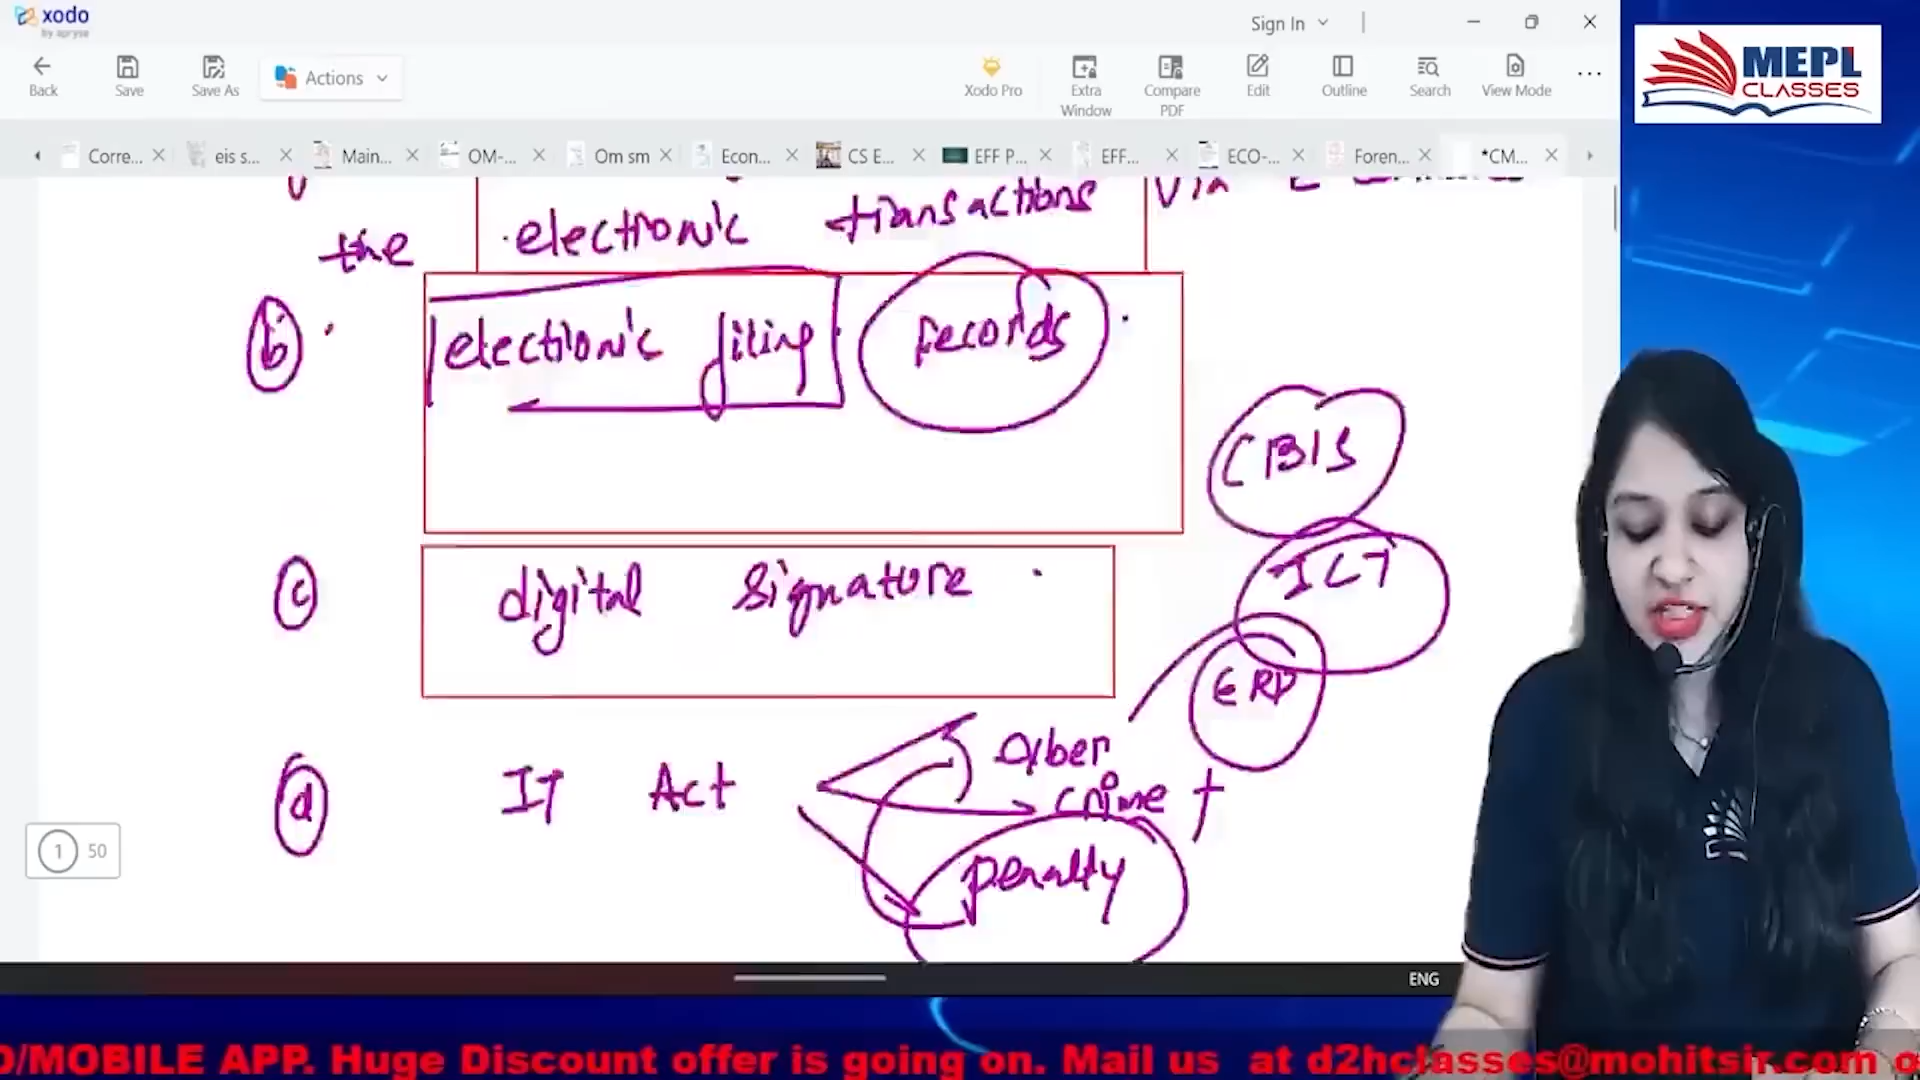 xodo
by apryse
Sign In
Back
Save
Save As
Actions
Xodo Pro
Extra Window
Compare PDF
Edit
Outline
Search
View Mode
Corre...
eis s...
Main...
OM-...
Om sm
Econ...
CS E...
EFF P...
EFF...
ECO-...
Foren...
*CM...
MEPL
CLASSES
the electronic transactions via
b electronic filing records
CBIS
ICT
c digital signature
ERP
d IT Act Cyber
crime +
penalty
1 50
ENG
D/MOBILE APP. Huge Discount offer is going on. Mail us at d2hclasses@mohitsir.com o